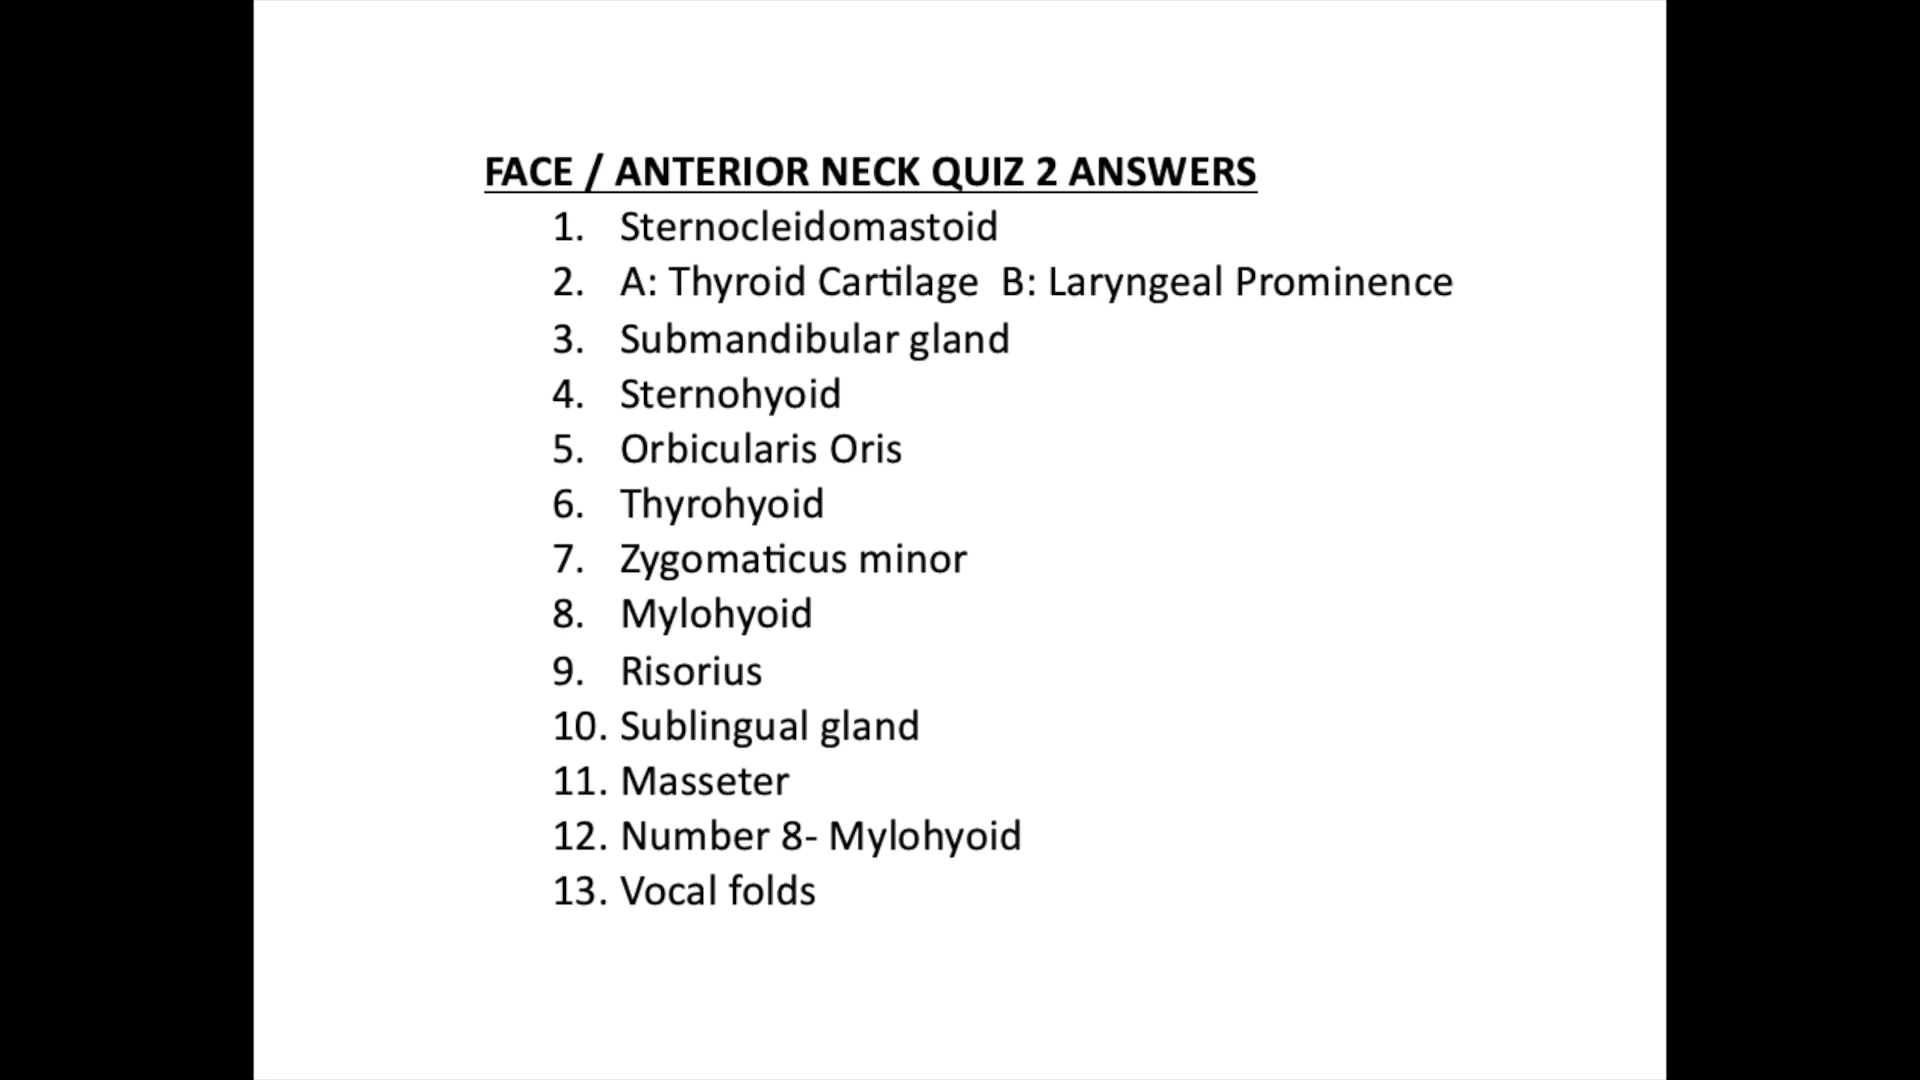 FACE / ANTERIOR NECK QUIZ 2 ANSWERS
1. Sternocleidomastoid
2. A: Thyroid Cartilage  B: Laryngeal Prominence
3. Submandibular gland
4. Sternohyoid
5. Orbicularis Oris
6. Thyrohyoid
7. Zygomaticus minor
8. Mylohyoid
9. Risorius
10. Sublingual gland
11. Masseter
12. Number 8- Mylohyoid
13. Vocal folds